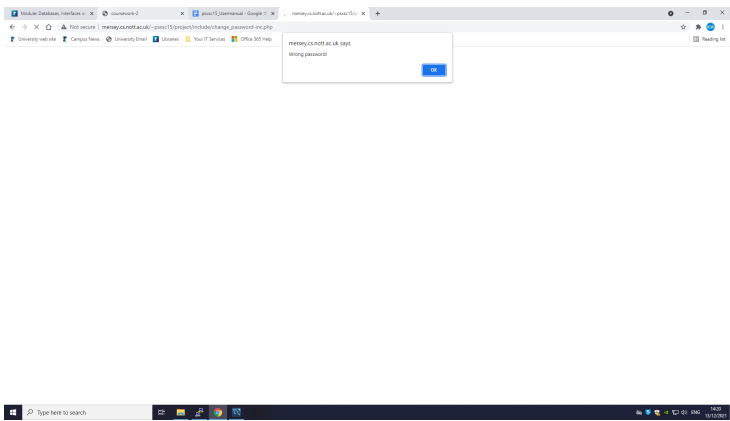 Module: Databases, Interfaces a
coursework-2
psxsc15_Usermanual - Google D
mersey.cs.nott.ac.uk/~psxsc15/p
Not secure | mersey.cs.nott.ac.uk/~psxsc15/project/include/change_password-inc.php
University web site
Campus News
University Email
Libraries
Your IT Services
Office 365 Help
Reading list
mersey.cs.nott.ac.uk says
Wrong password
OK
Type here to search
ENG
14:20
13/12/2021